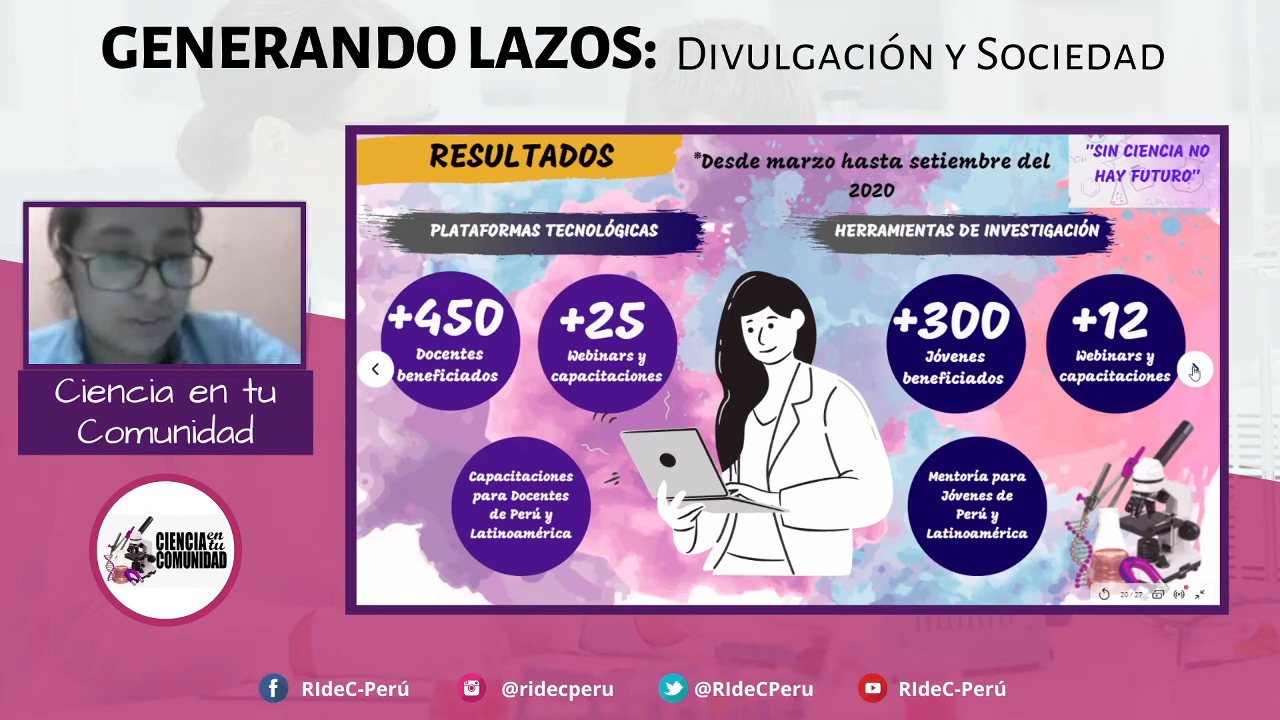 GENERANDO LAZOS: DIVULGACIÓN Y SOCIEDAD
RESULTADOS
*Desde marzo hasta setiembre del
2020
"SIN CIENCIA NO
HAY FUTURO"
PLATAFORMAS TECNOLÓGICAS
HERRAMIENTAS DE INVESTIGACIÓN
+450
Docentes
beneficiados
+25
Webinars y
capacitaciones
+300
Jóvenes
beneficiados
+12
Webinars y
capacitaciones
Capacitaciones
para Docentes
de Perú y
Latinoamérica
Mentoría para
Jóvenes de
Perú y
Latinoamérica
20 / 27
Ciencia en tu
Comunidad
CIENCIA en
tu
COMUNIDAD
RIdeC-Perú
@ridecperu
@RIdeCPeru
RIdeC-Perú